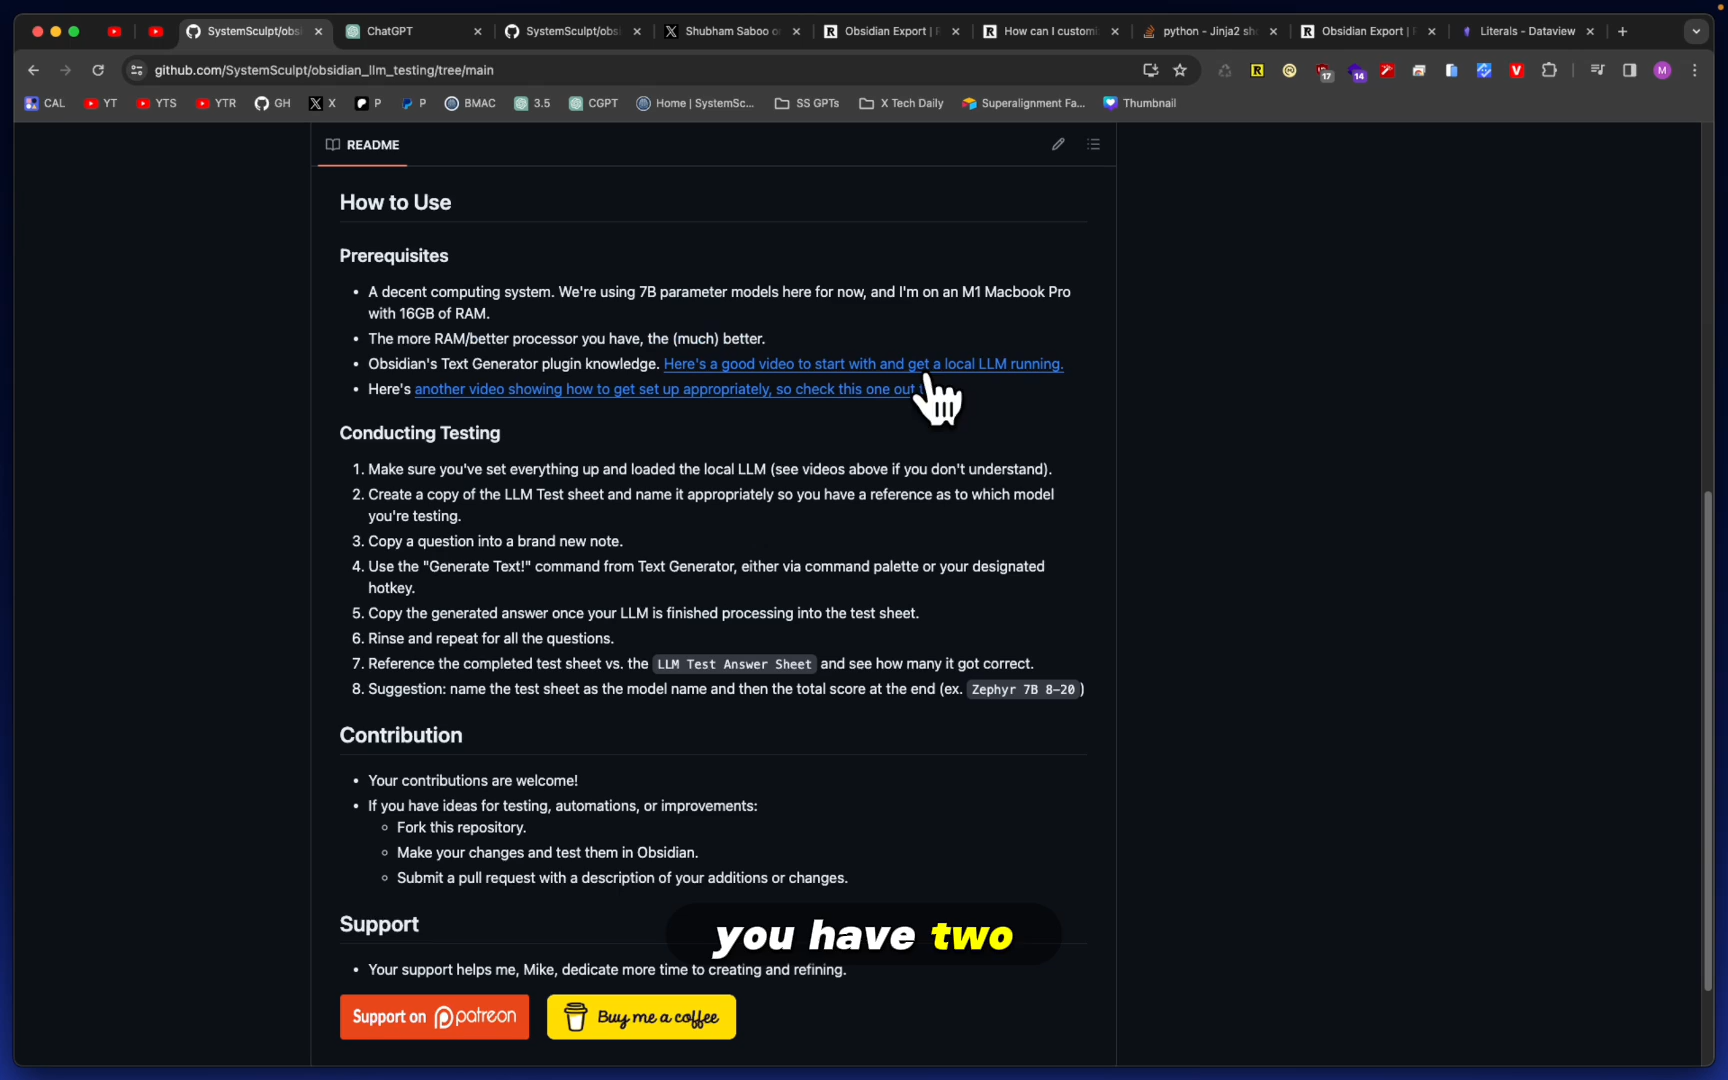 SystemSculpt/obs
ChatGPT
SystemSculpt/obsi
Shubham Saboo o
Obsidian Export | F
How can I customi
python - Jinja2 sh
Obsidian Export | F
Literals - Dataview
github.com/SystemSculpt/obsidian_llm_testing/tree/main
17
14
M
CAL
YT
YTS
YTR
GH
X
P
P
BMAC
3.5
CGPT
Home | SystemSc...
SS GPTs
X Tech Daily
Superalignment Fa...
Thumbnail
README
How to Use
Prerequisites
• A decent computing system. We're using 7B parameter models here for now, and I'm on an M1 Macbook Pro
with 16GB of RAM.
• The more RAM/better processor you have, the (much) better.
• Obsidian's Text Generator plugin knowledge. Here's a good video to start with and get a local LLM running.
• Here's another video showing how to get set up appropriately, so check this one out
Conducting Testing
1. Make sure you've set everything up and loaded the local LLM (see videos above if you don't understand).
2. Create a copy of the LLM Test sheet and name it appropriately so you have a reference as to which model
you're testing.
3. Copy a question into a brand new note.
4. Use the "Generate Text!" command from Text Generator, either via command palette or your designated
hotkey.
5. Copy the generated answer once your LLM is finished processing into the test sheet.
6. Rinse and repeat for all the questions.
7. Reference the completed test sheet vs. the LLM Test Answer Sheet and see how many it got correct.
8. Suggestion: name the test sheet as the model name and then the total score at the end (ex. Zephyr 7B 8-20)
Contribution
• Your contributions are welcome!
• If you have ideas for testing, automations, or improvements:
○ Fork this repository.
○ Make your changes and test them in Obsidian.
○ Submit a pull request with a description of your additions or changes.
Support
you have two
• Your support helps me, Mike, dedicate more time to creating and refining.
Support on patreon
Buy me a coffee